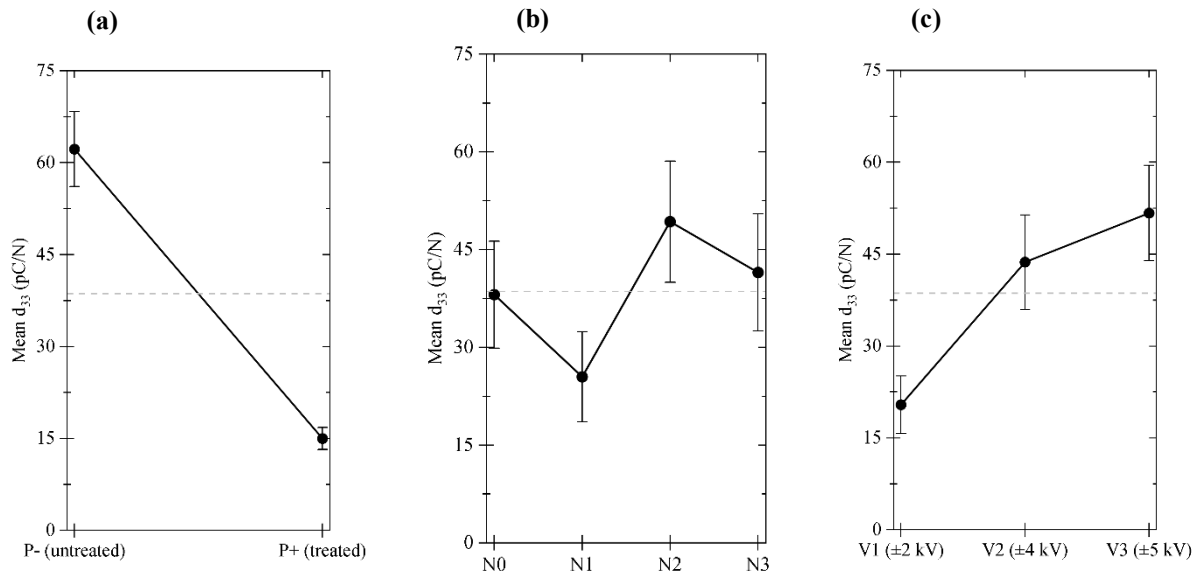 (a)
75
60
45
30
15
0
Mean d33 (pC/N)
P- (untreated)
P+ (treated)
(b)
75
60
45
30
15
0
Mean d33 (pC/N)
N0
N1
N2
N3
(c)
75
60
45
30
15
0
Mean d33 (pC/N)
V1 (±2 kV)
V2 (±4 kV)
V3 (±5 kV)